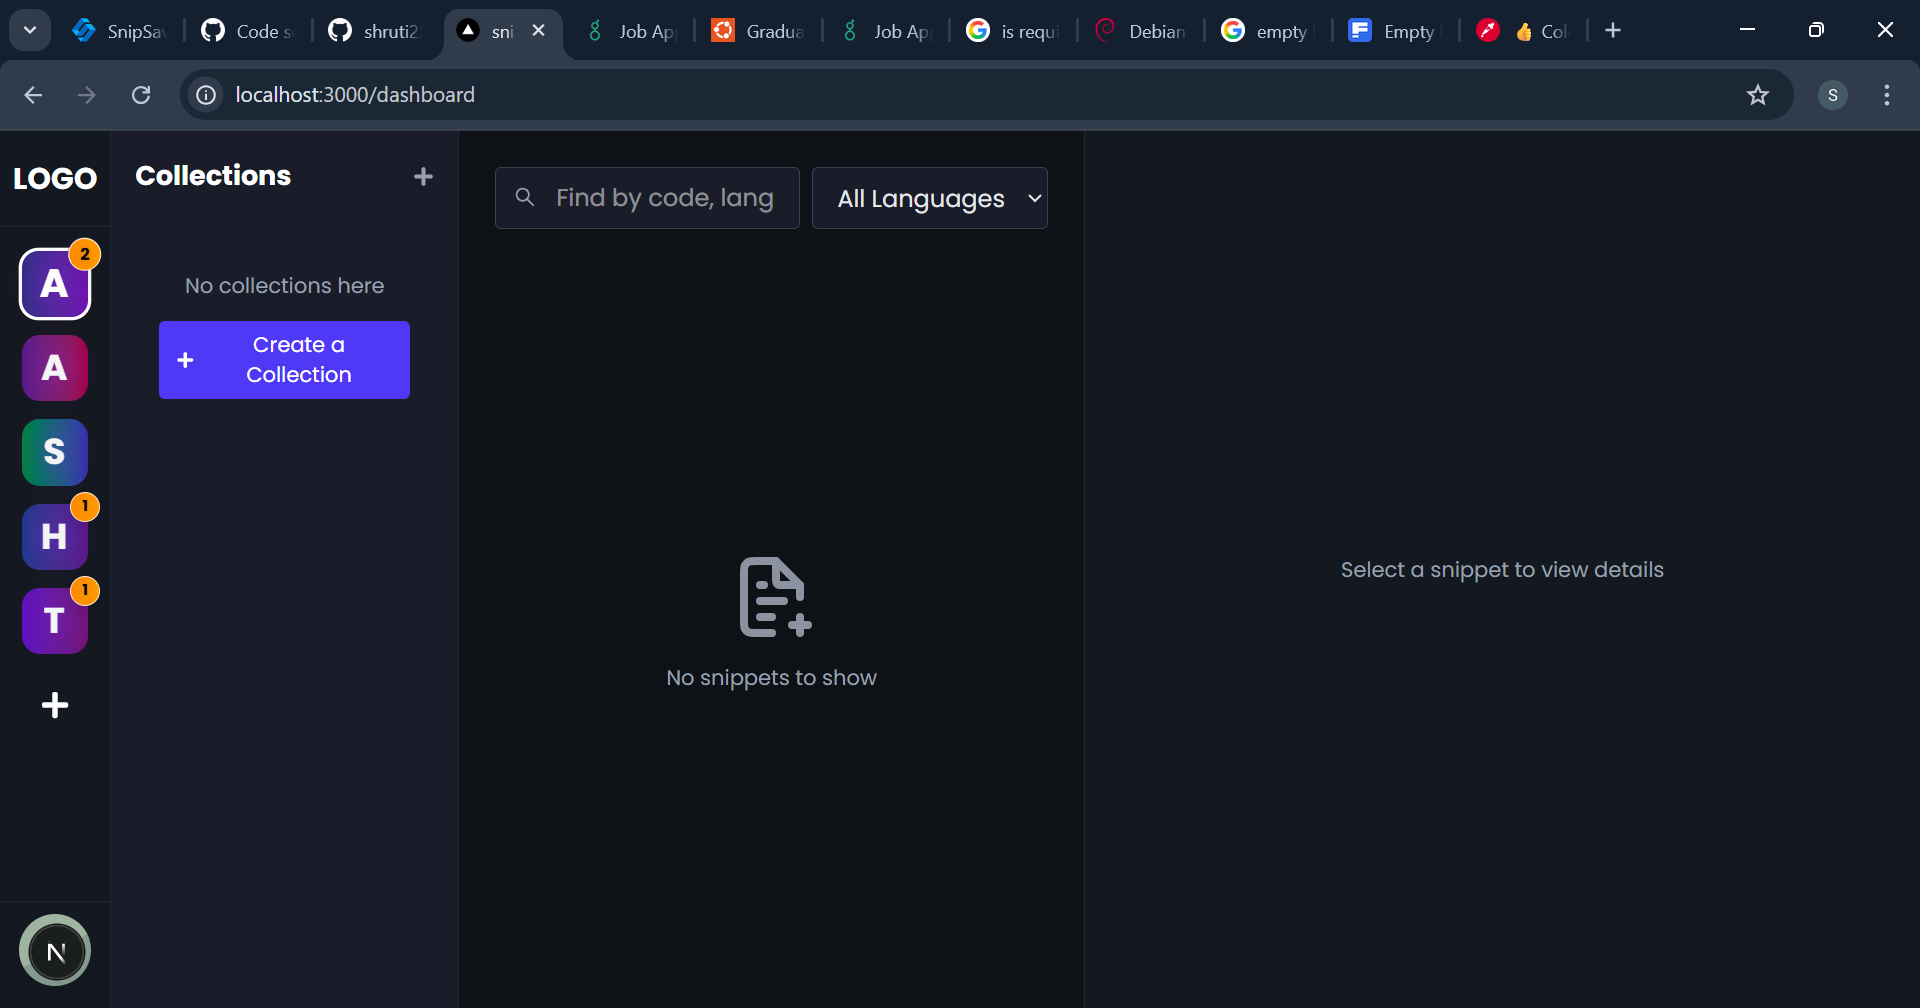 SnipSav
Code s
shruti2
sni
Job Ap
Gradua
Job Ap
is requi
Debian
empty
Empty
👍 Col
localhost:3000/dashboard
S
LOGO
Collections
Find by code, lang
All Languages
A
2
A
S
H
1
T
1
No collections here
Create a
Collection
No snippets to show
Select a snippet to view details
N